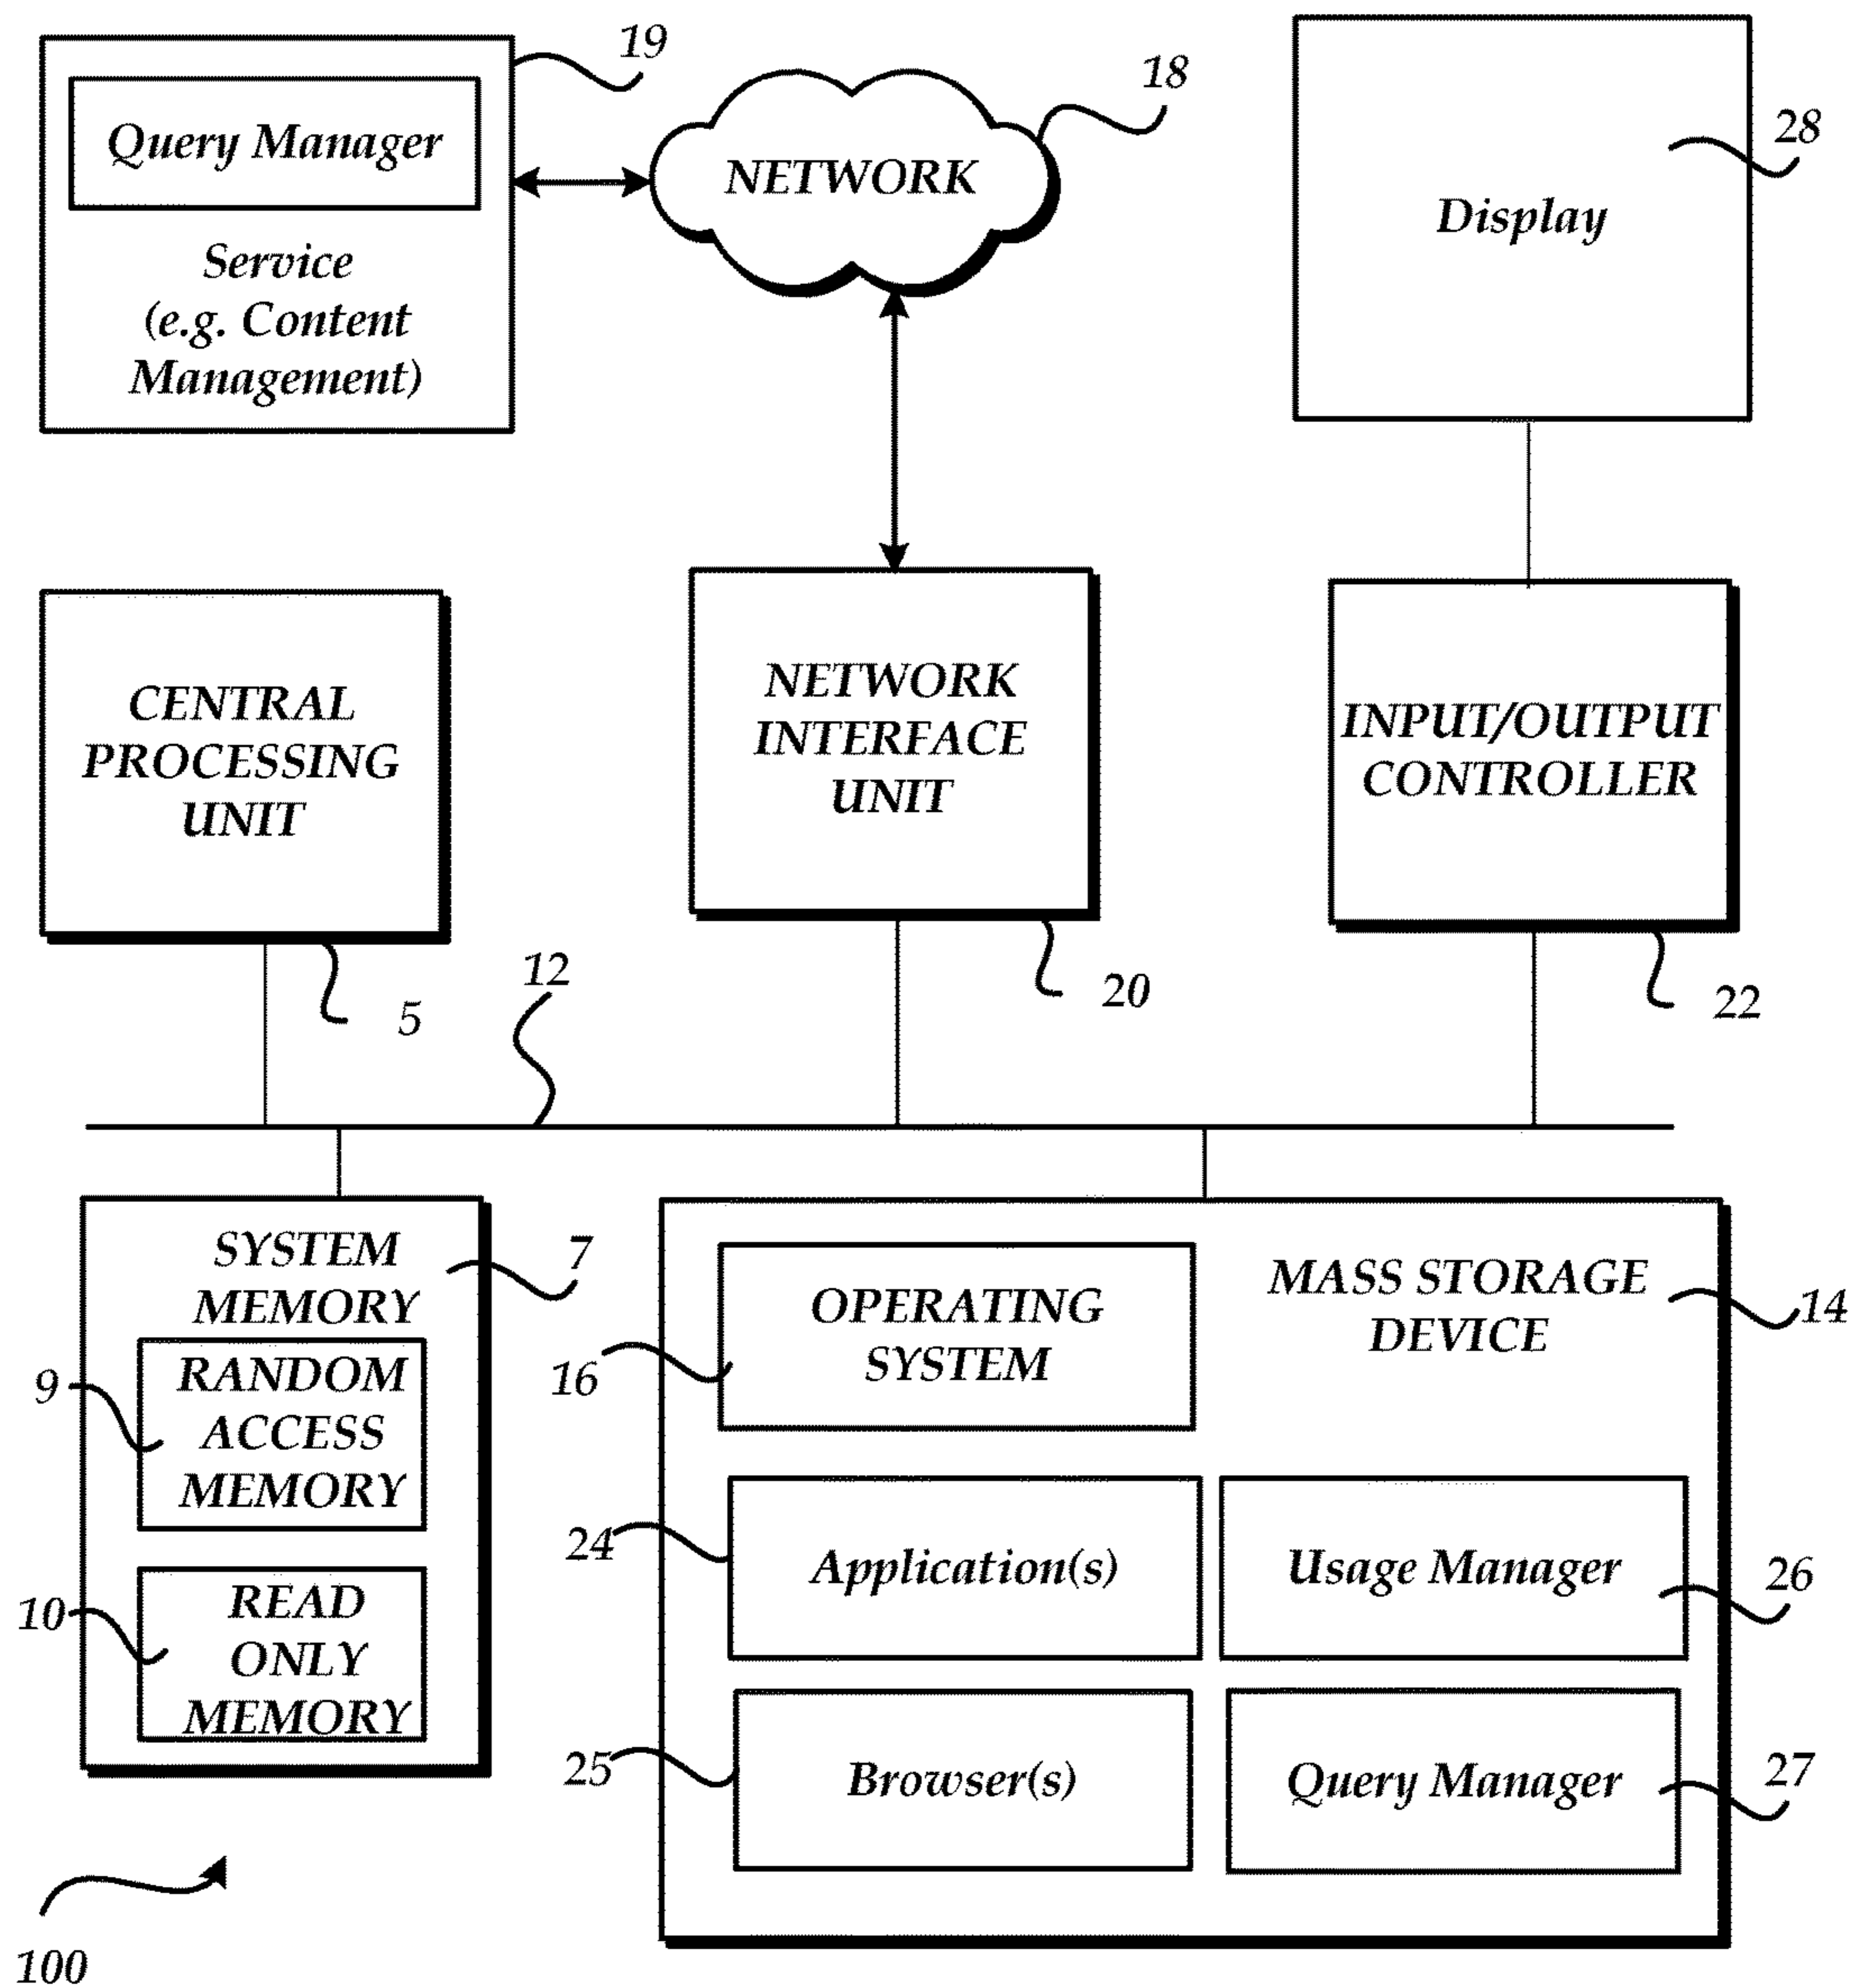 19
Query Manager
Service
(e.g. Content
Management)
NETWORK
18
Display
28
CENTRAL
PROCESSING
UNIT
5
NETWORK
INTERFACE
UNIT
20
INPUT/OUTPUT
CONTROLLER
22
12
SYSTEM
MEMORY
7
RANDOM
ACCESS
MEMORY
9
READ
ONLY
MEMORY
10
MASS STORAGE
DEVICE
14
OPERATING
SYSTEM
16
Application(s)
24
Usage Manager
26
Browser(s)
25
Query Manager
27
100